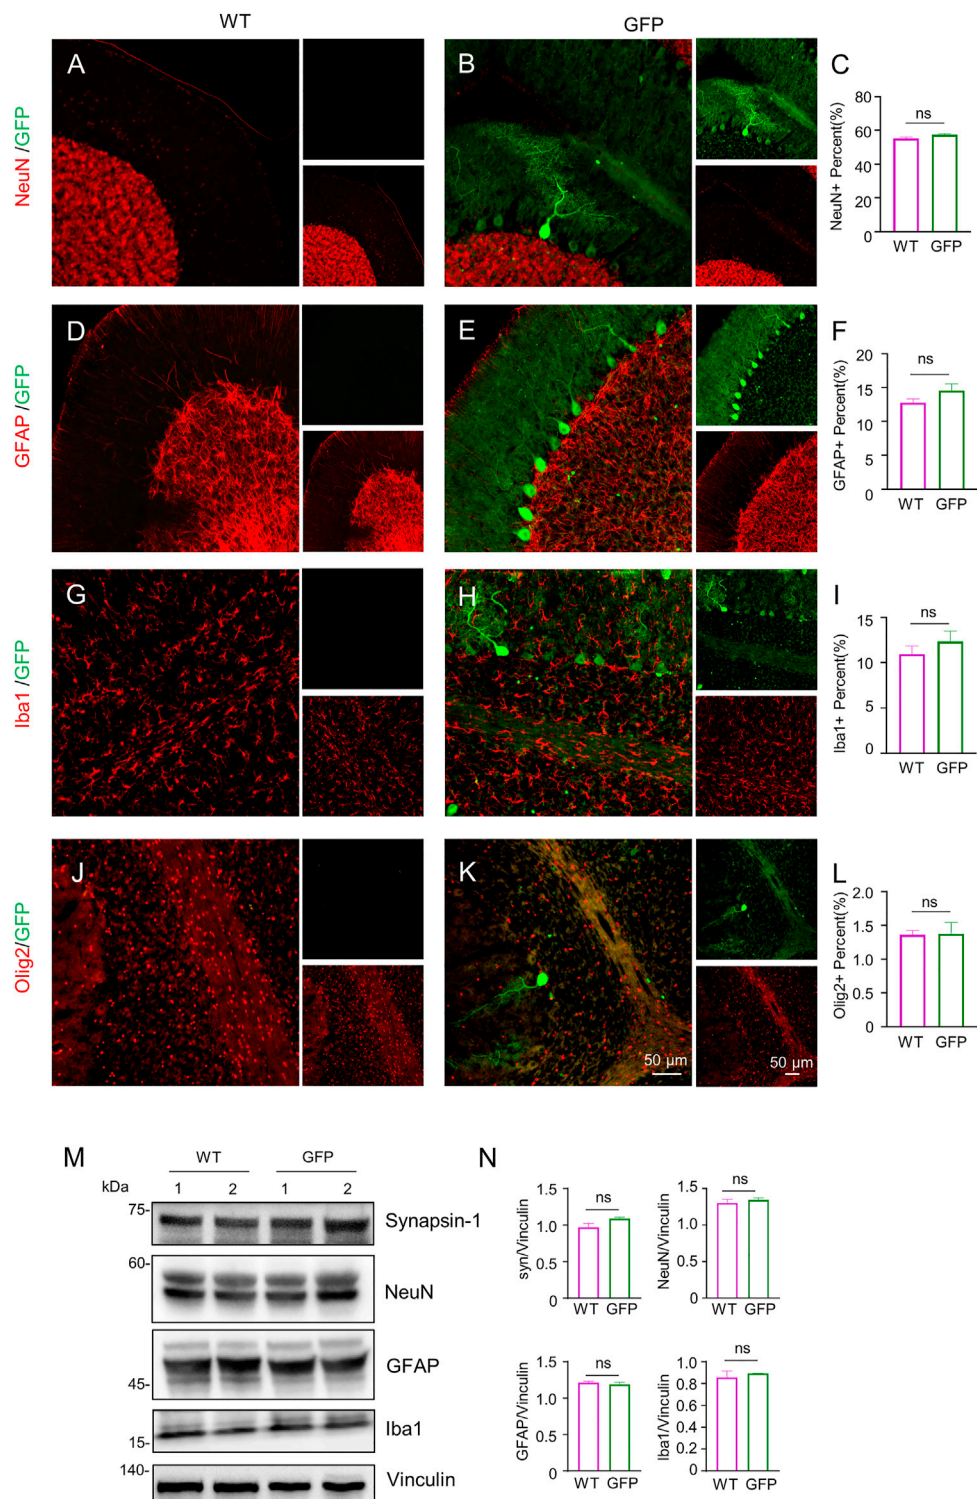 WT
GFP
A
B
C
NeuN /GFP
NeuN+ Percent(%)
80
60
40
20
0
ns
WT GFP
D
E
F
GFAP /GFP
GFAP+ Percent(%)
20
15
10
5
0
ns
WT GFP
G
H
I
Iba1 /GFP
Iba1+ Percent(%)
15
10
5
0
ns
WT GFP
J
K
L
Olig2/GFP
50 μm
50 μm
Olig2+ Percent(%)
2.0
1.5
1.0
0.5
0
ns
WT GFP
M
WT GFP
kDa 1 2 1 2
75-
Synapsin-1
60-
NeuN
GFAP
45-
Iba1
15-
140-
Vinculin
N
syn/Vinculin
1.5
1.0
0.5
0
ns
WT GFP
NeuN/Vinculin
1.5
1.0
0.5
0
ns
WT GFP
GFAP/Vinculin
1.5
1.0
0.5
0
ns
WT GFP
Iba1/Vinculin
1.0
0.8
0.6
0.4
0.2
0
ns
WT GFP